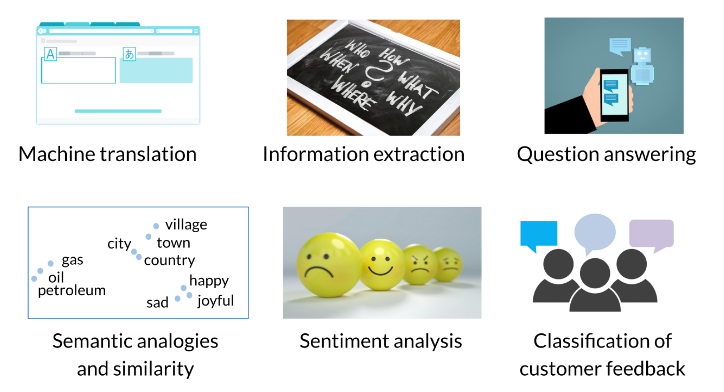 A
あ
WHO
HOW
WHEN
?
WHAT
WHERE
WHY
Machine translation
Information extraction
Question answering
village
city
town
country
gas
oil
petroleum
happy
sad
joyful
Semantic analogies
and similarity
Sentiment analysis
Classification of
customer feedback